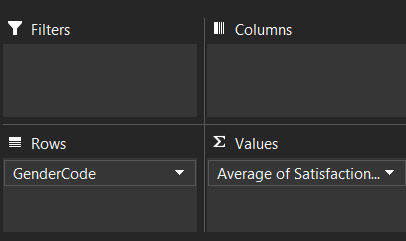 Filters
Columns
Rows
Σ Values
GenderCode
Average of Satisfaction...